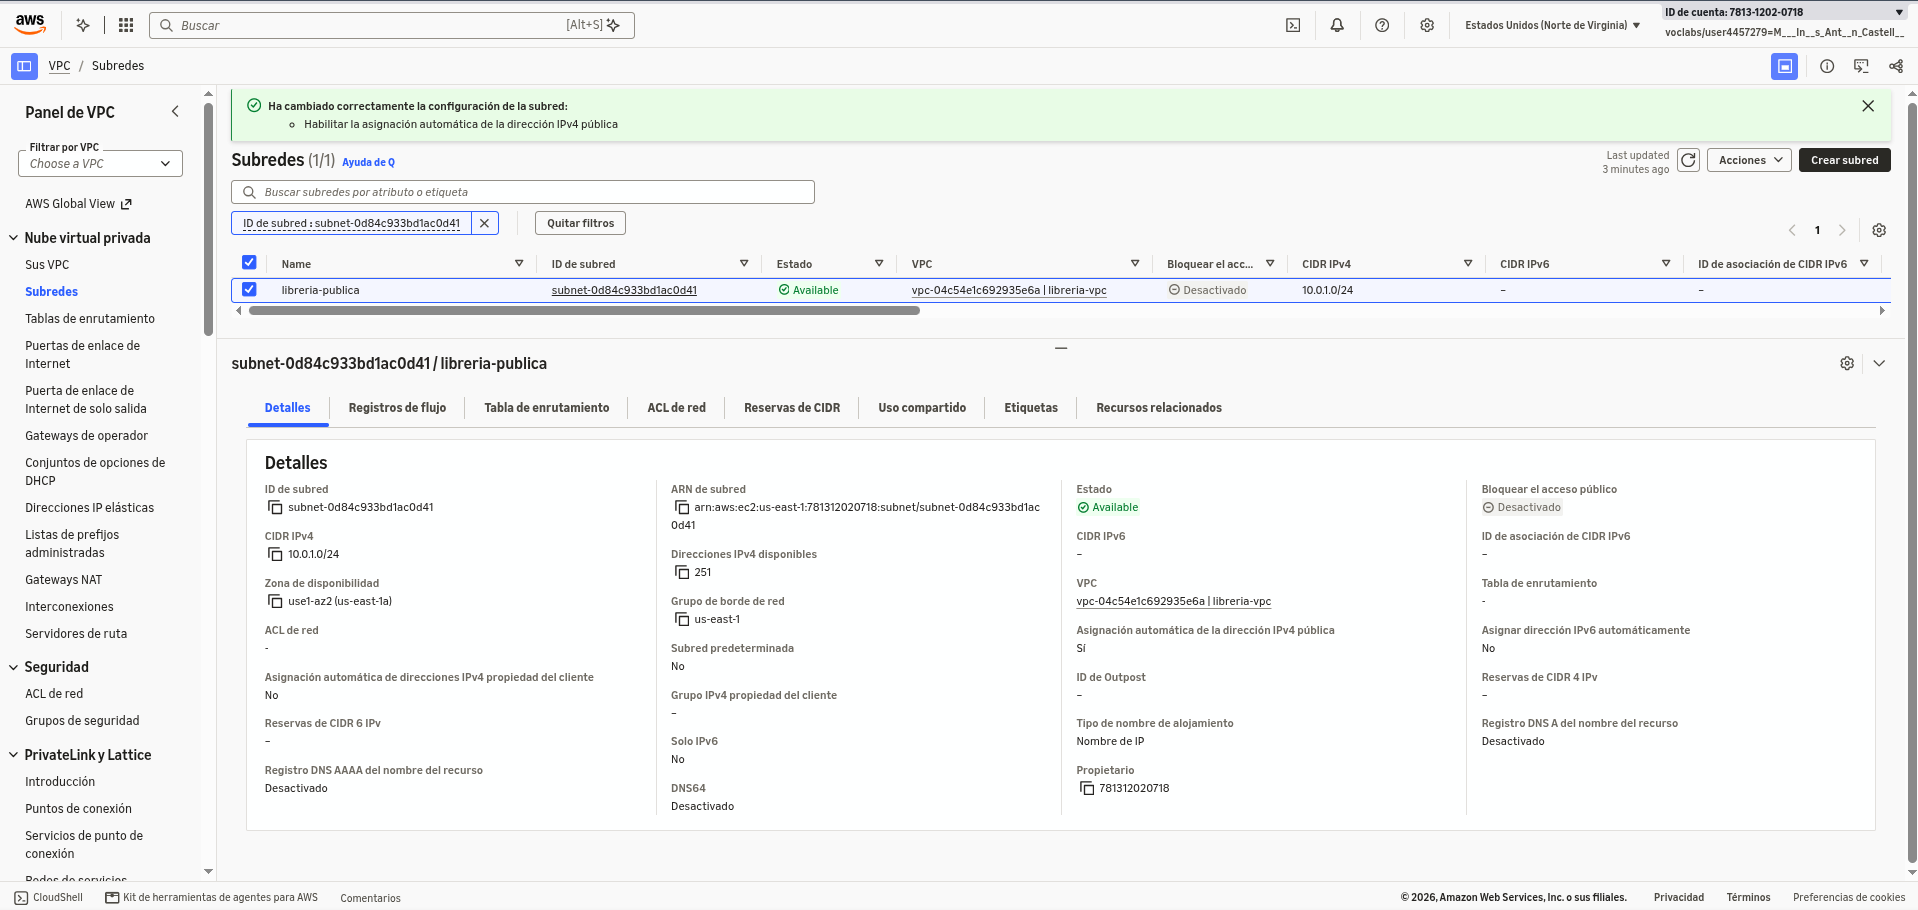 aws
Buscar
[Alt+S]
Estados Unidos (Norte de Virginia)
ID de cuenta: 7813-1202-0718
voclabs/user4457279=M___In__s_Ant__n_Castell__
VPC / Subredes
Panel de VPC
Filtrar por VPC
Choose a VPC
AWS Global View
Nube virtual privada
Sus VPC
Subredes
Tablas de enrutamiento
Puertas de enlace de
Internet
Puerta de enlace de
Internet de solo salida
Gateways de operador
Conjuntos de opciones de
DHCP
Direcciones IP elásticas
Listas de prefijos
administradas
Gateways NAT
Interconexiones
Servidores de ruta
Seguridad
ACL de red
Grupos de seguridad
PrivateLink y Lattice
Introducción
Puntos de conexión
Servicios de punto de
conexión
Redes de servicios
Ha cambiado correctamente la configuración de la subred:
Habilitar la asignación automática de la dirección IPv4 pública
Subredes (1/1) Ayuda de Q
Last updated
3 minutes ago
Acciones
Crear subred
Buscar subredes por atributo o etiqueta
ID de subred : subnet-0d84c933bd1ac0d41
Quitar filtros
1
Name ID de subred Estado VPC Bloquear el acc... CIDR IPv4 CIDR IPv6 ID de asociación de CIDR IPv6
libreria-publica subnet-0d84c933bd1ac0d41 Available vpc-04c54e1c692935e6a | libreria-vpc Desactivado 10.0.1.0/24 – –
subnet-0d84c933bd1ac0d41 / libreria-publica
Detalles Registros de flujo Tabla de enrutamiento ACL de red Reservas de CIDR Uso compartido Etiquetas Recursos relacionados
Detalles
ID de subred
subnet-0d84c933bd1ac0d41
CIDR IPv4
10.0.1.0/24
Zona de disponibilidad
use1-az2 (us-east-1a)
ACL de red
-
Asignación automática de direcciones IPv4 propiedad del cliente
No
Reservas de CIDR 6 IPv
–
Registro DNS AAAA del nombre del recurso
Desactivado
ARN de subred
arn:aws:ec2:us-east-1:781312020718:subnet/subnet-0d84c933bd1ac
0d41
Direcciones IPv4 disponibles
251
Grupo de borde de red
us-east-1
Subred predeterminada
No
Grupo IPv4 propiedad del cliente
–
Solo IPv6
No
DNS64
Desactivado
Estado
Available
CIDR IPv6
–
VPC
vpc-04c54e1c692935e6a | libreria-vpc
Asignación automática de la dirección IPv4 pública
Sí
ID de Outpost
–
Tipo de nombre de alojamiento
Nombre de IP
Propietario
781312020718
Bloquear el acceso público
Desactivado
ID de asociación de CIDR IPv6
–
Tabla de enrutamiento
-
Asignar dirección IPv6 automáticamente
No
Reservas de CIDR 4 IPv
–
Registro DNS A del nombre del recurso
Desactivado
CloudShell
Kit de herramientas de agentes para AWS
Comentarios
© 2026, Amazon Web Services, Inc. o sus filiales.
Privacidad
Términos
Preferencias de cookies